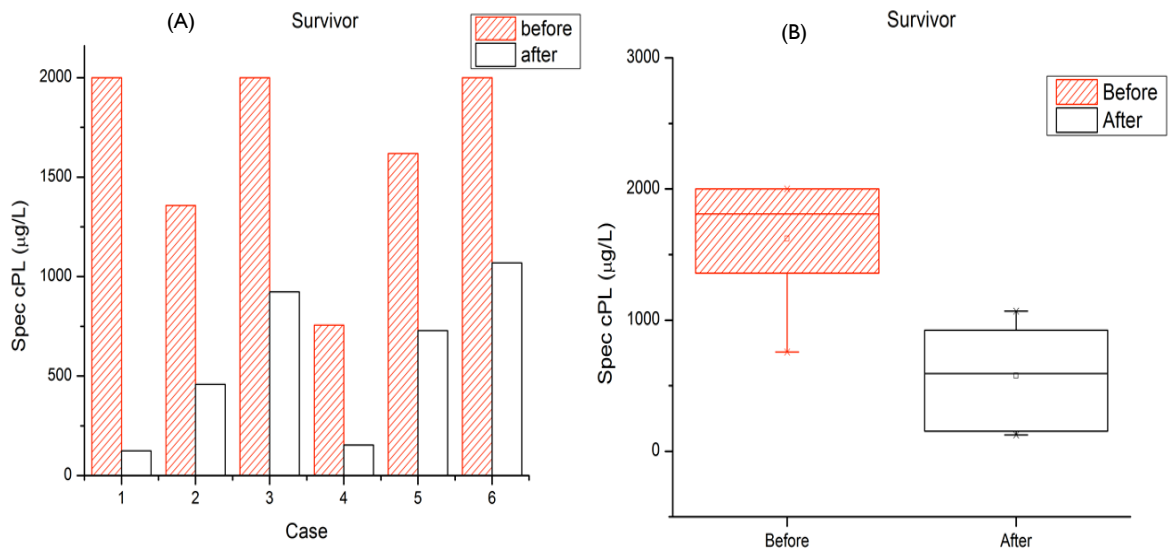 (A)
Survivor
before
after
2000
1500
1000
500
0
Spec cPL (μg/L)
1 2 3 4 5 6
Case
Survivor
(B)
Before
After
3000
2000
1000
0
Spec cPL (μg/L)
Before After